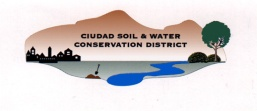 CIUDAD SOIL & WATER
CONSERVATION DISTRICT